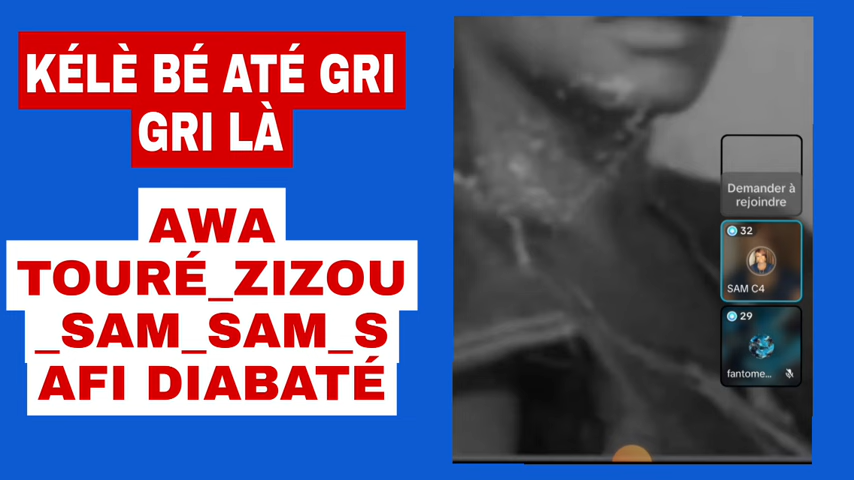 KÉLÈ BÉ ATÉ GRI
GRI LÀ
AWA
TOURÉ_ZIZOU
_SAM_SAM_S
AFI DIABATÉ
Demander à
rejoindre
32
SAM C4
29
fantome...